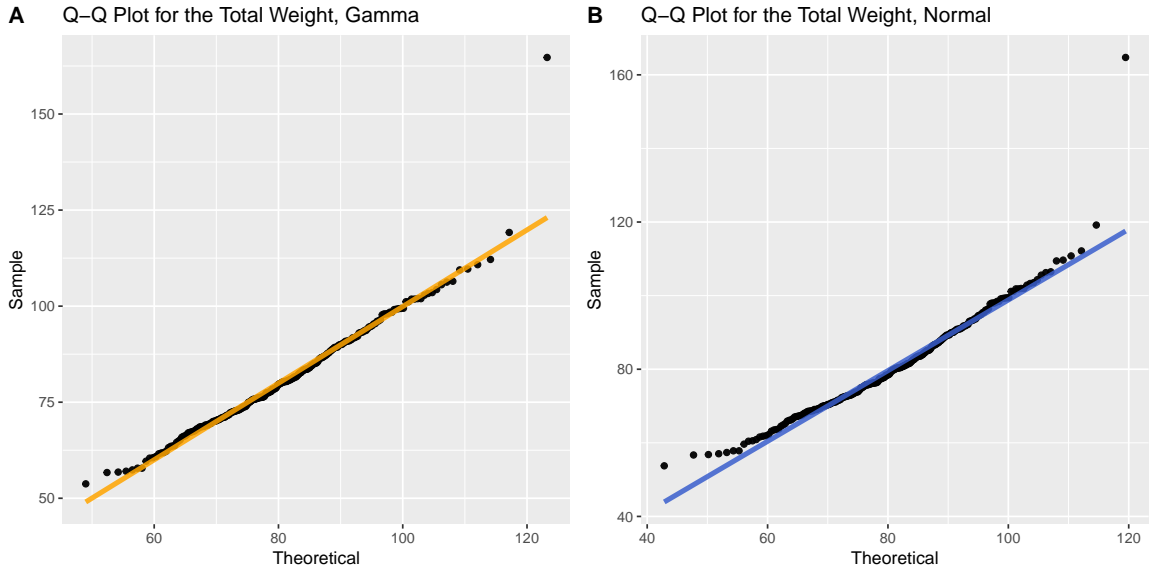 A
Q−Q Plot for the Total Weight, Gamma
Sample
150
125
100
75
50
60
80
100
120
Theoretical
B
Q−Q Plot for the Total Weight, Normal
Sample
160
120
80
40
40
60
80
100
120
Theoretical